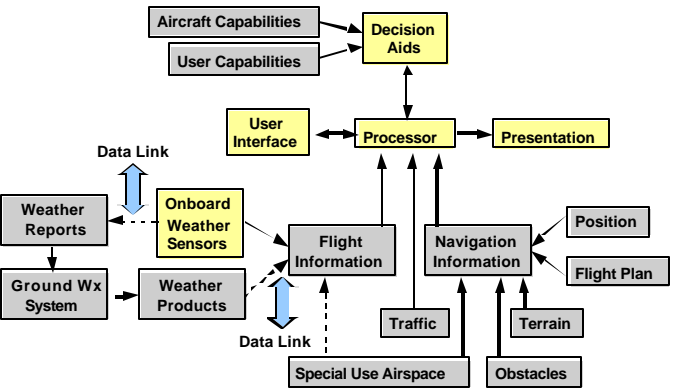 Aircraft Capabilities
User Capabilities
Decision
Aids
User
Interface
Processor
Presentation
Data Link
Weather
Reports
Onboard
Weather
Sensors
Flight
Information
Navigation
Information
Position
Flight Plan
Ground Wx
System
Weather
Products
Data Link
Traffic
Terrain
Special Use Airspace
Obstacles